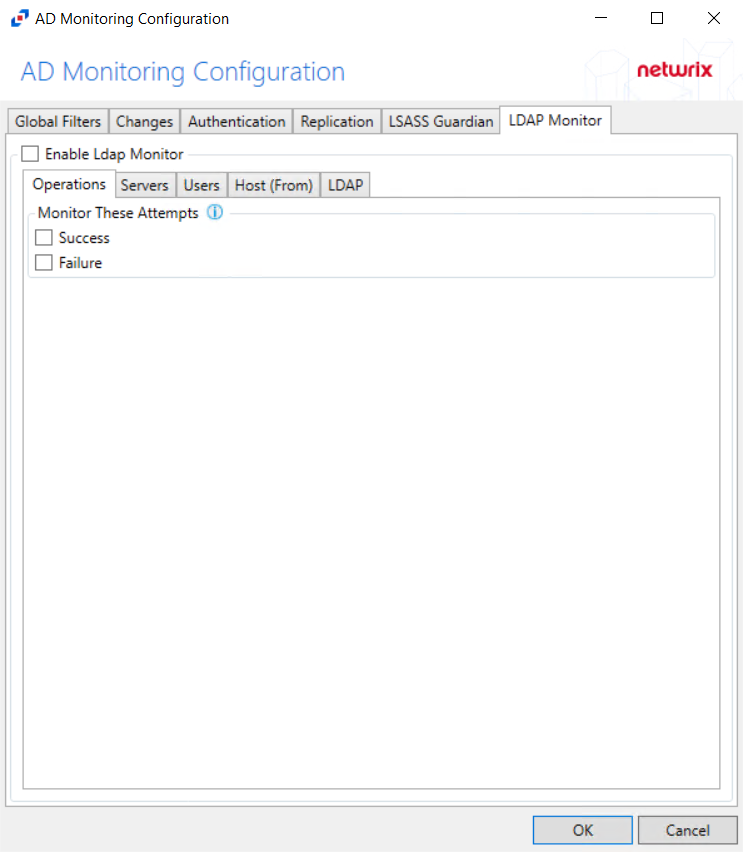 AD Monitoring Configuration
AD Monitoring Configuration
netwrix
Global Filters Changes Authentication Replication LSASS Guardian LDAP Monitor
Enable Ldap Monitor
Operations Servers Users Host (From) LDAP
Monitor These Attempts
Success
Failure
OK Cancel